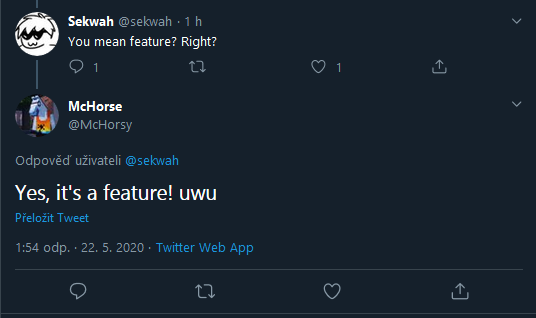 Sekwah @sekwah · 1 h
You mean feature? Right?
1 1
McHorse
@McHorsy
Odpověď uživateli @sekwah
Yes, it's a feature! uwu
Přeložit Tweet
1:54 odp. · 22. 5. 2020 · Twitter Web App